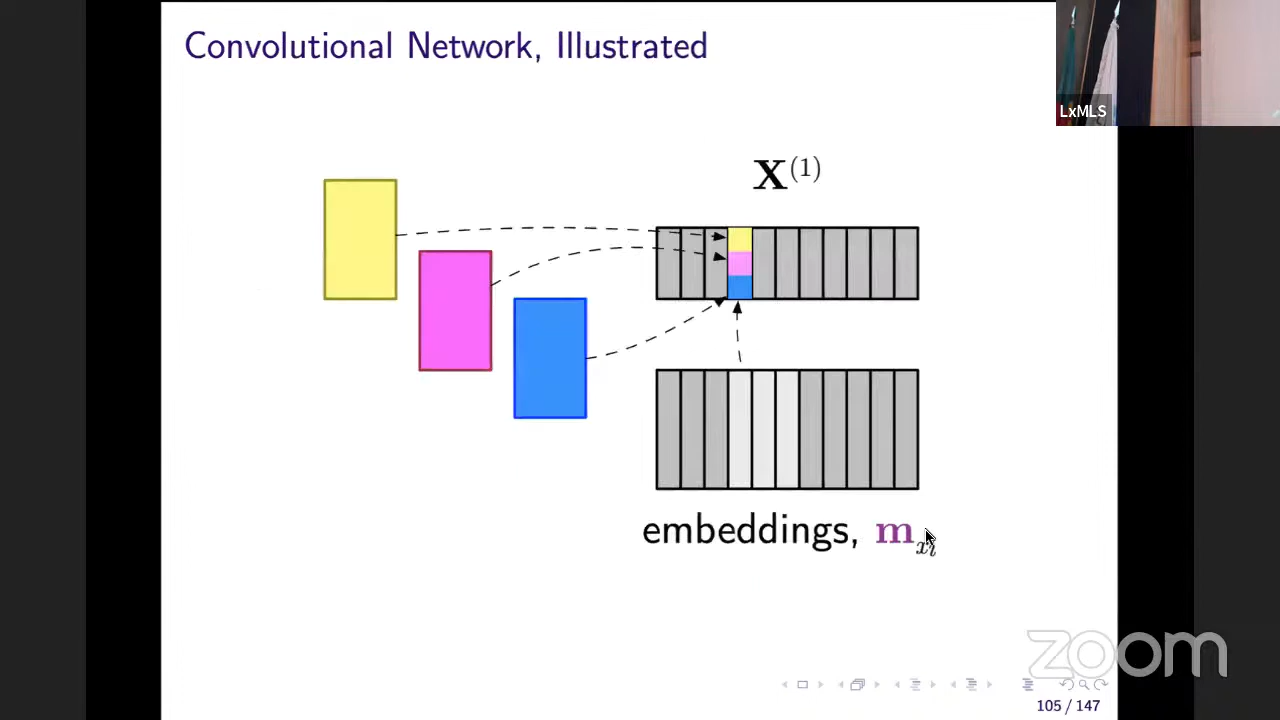 Convolutional Network, Illustrated
LxMLS
X(1)
embeddings, m xi
zoom
105 / 147